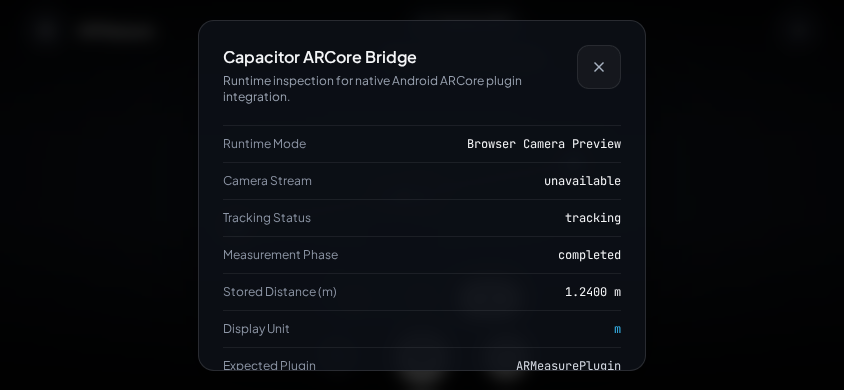 Capacitor ARCore Bridge
Runtime inspection for native Android ARCore plugin
integration.
Runtime Mode Browser Camera Preview
Camera Stream unavailable
Tracking Status tracking
Measurement Phase completed
Stored Distance (m) 1.2400 m
Display Unit m
Expected Plugin ARMeasurePlugin